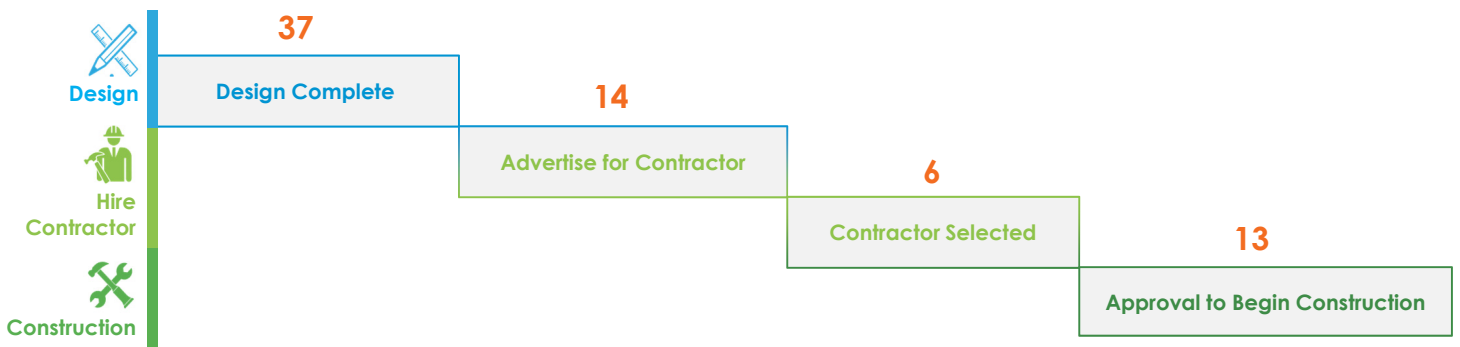 37
Design
Design Complete
14
Advertise for Contractor
6
Hire
Contractor
Contractor Selected
13
Approval to Begin Construction
Construction